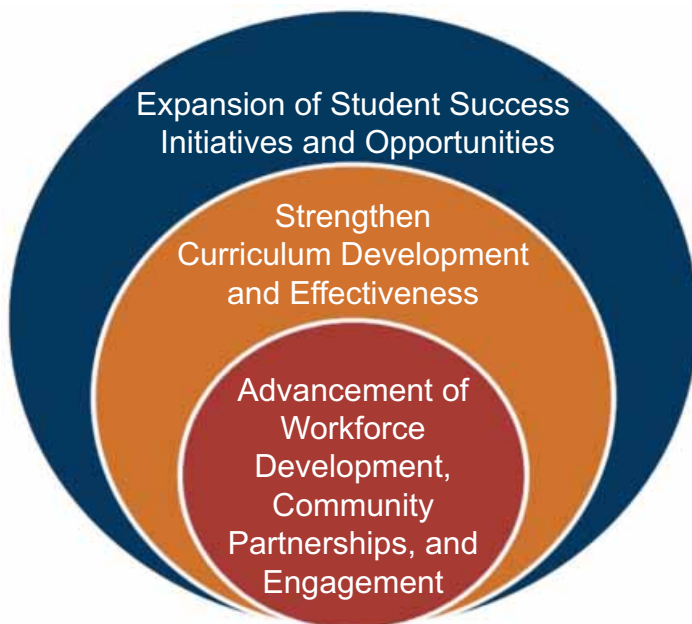 Expansion of Student Success
Initiatives and Opportunities
Strengthen
Curriculum Development
and Effectiveness
Advancement of
Workforce
Development,
Community
Partnerships, and
Engagement